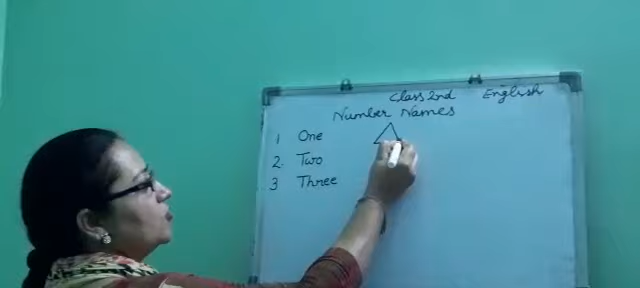 Class 2nd English
Number Names
1 One
2. Two
3 Three